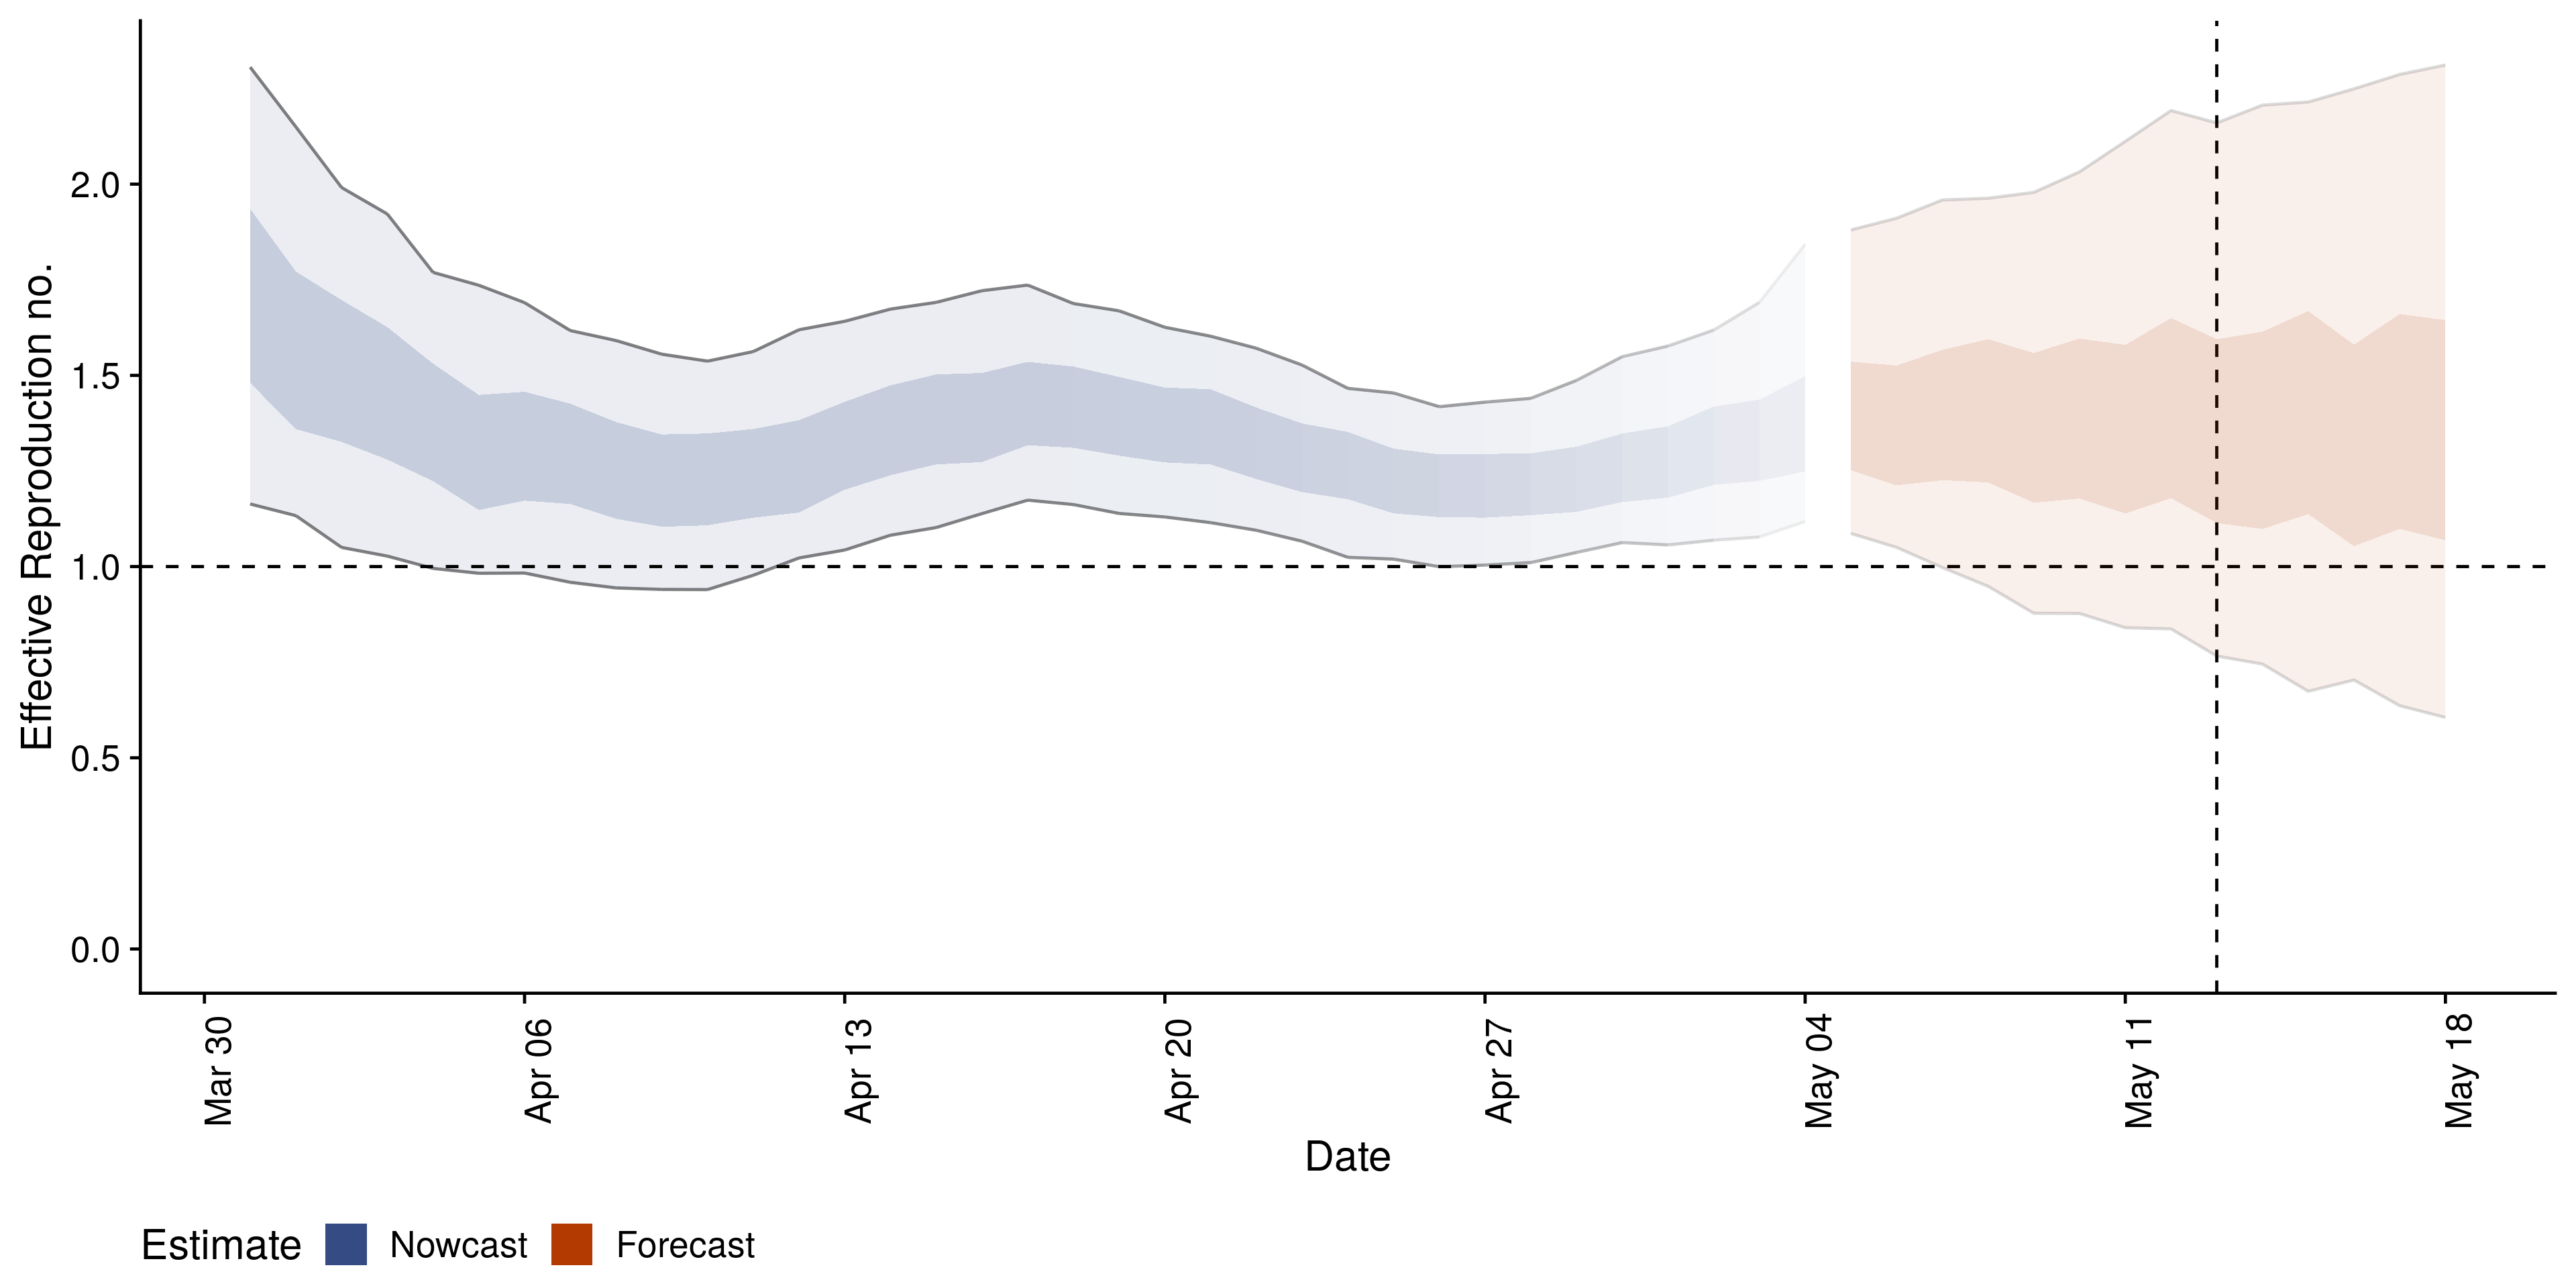 Effective Reproduction no.
2.0
1.5
1.0
0.5
0.0
Mar 30
Apr 06
Apr 13
Apr 20
Apr 27
May 04
May 11
May 18
Date
Estimate Nowcast Forecast